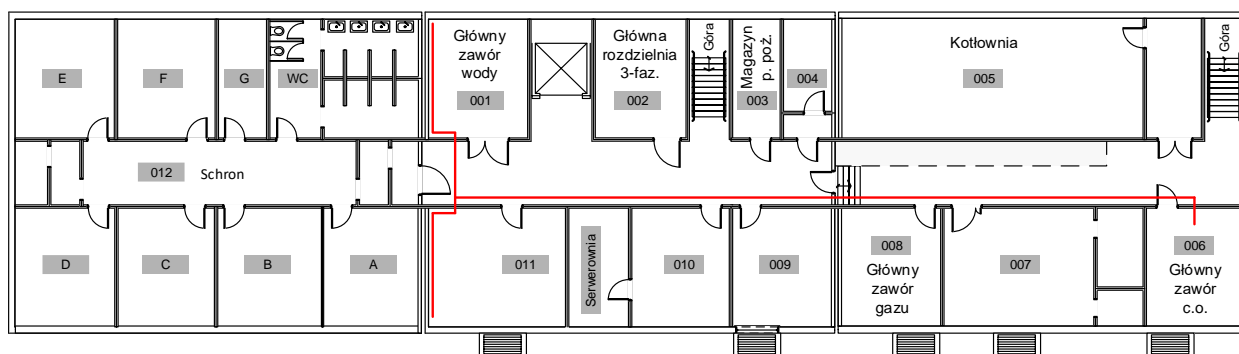 E
F
G
WC
Główny
zawór
wody
001
Główna
rozdzielnia
3-faz.
002
Góra
Magazyn
p. poż.
003
004
Kotłownia
005
Góra
012
Schron
D
C
B
A
011
Serwerownia
010
009
008
Główny
zawór
gazu
007
006
Główny
zawór
c.o.